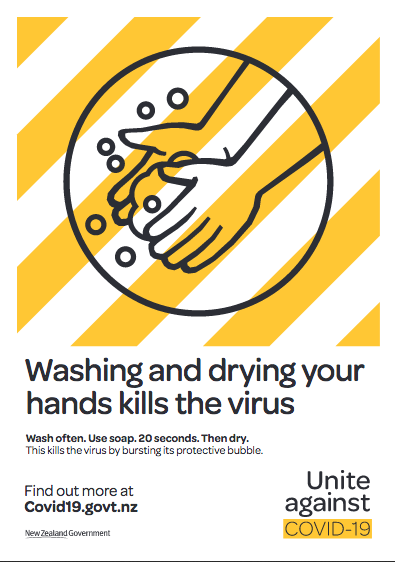 Washing and drying your
hands kills the virus
Wash often. Use soap. 20 seconds. Then dry.
This kills the virus by bursting its protective bubble.
Find out more at
Covid19.govt.nz
New Zealand Government
Unite
against
COVID-19